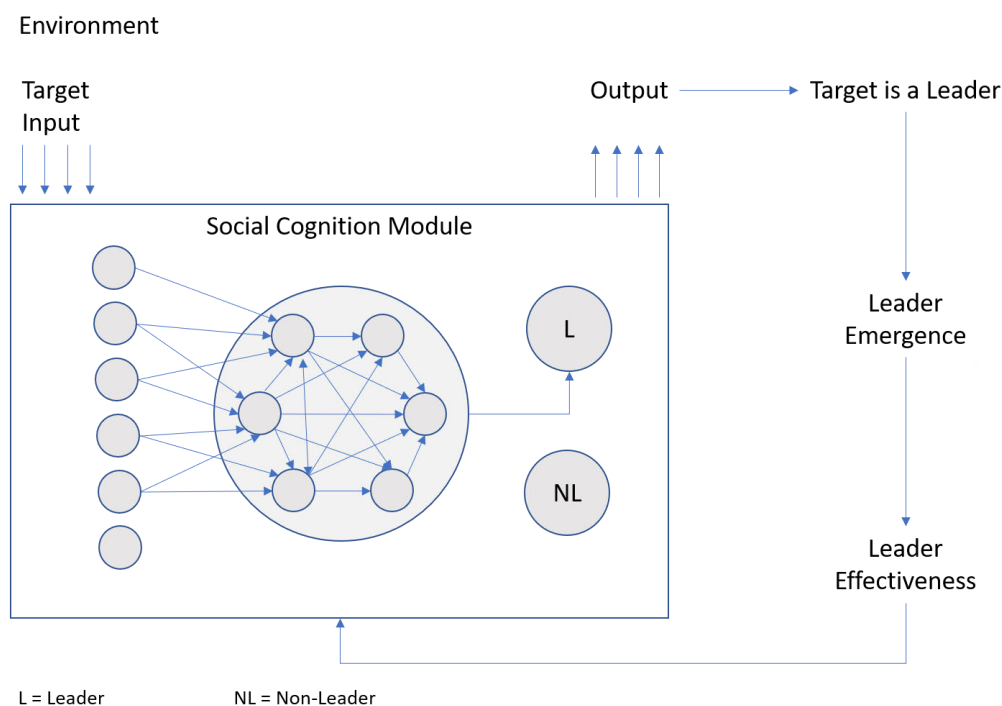 Environment
Target
Input
Output
Target is a Leader
Social Cognition Module
L
NL
Leader
Emergence
Leader
Effectiveness
L = Leader
NL = Non-Leader